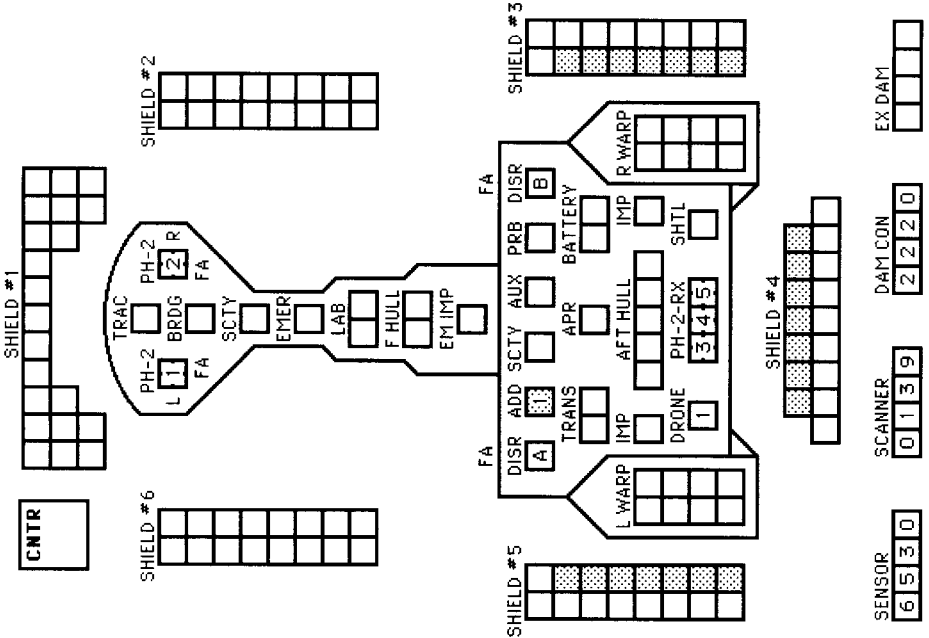 SHIELD #1
CNTR
SHIELD #2
SHIELD #6
TRAC
PH-2
L 1
FA
PH-2
2 R
FA
BRDG
SCTY
EMER
LAB
F HULL
EM IMP
SHIELD #3
SHIELD #5
FA
FA
DISR
A
ADD
1
SCTY
AUX
PRB
DISR
B
TRANS
APR
BATTERY
IMP
AFT HULL
IMP
DRONE
1
PH-2-RX
3 4 5
SHTL
L WARP
R WARP
SHIELD #4
SENSOR
6 5 3 0
SCANNER
0 1 3 9
DAM CON
2 2 2 0
EX DAM